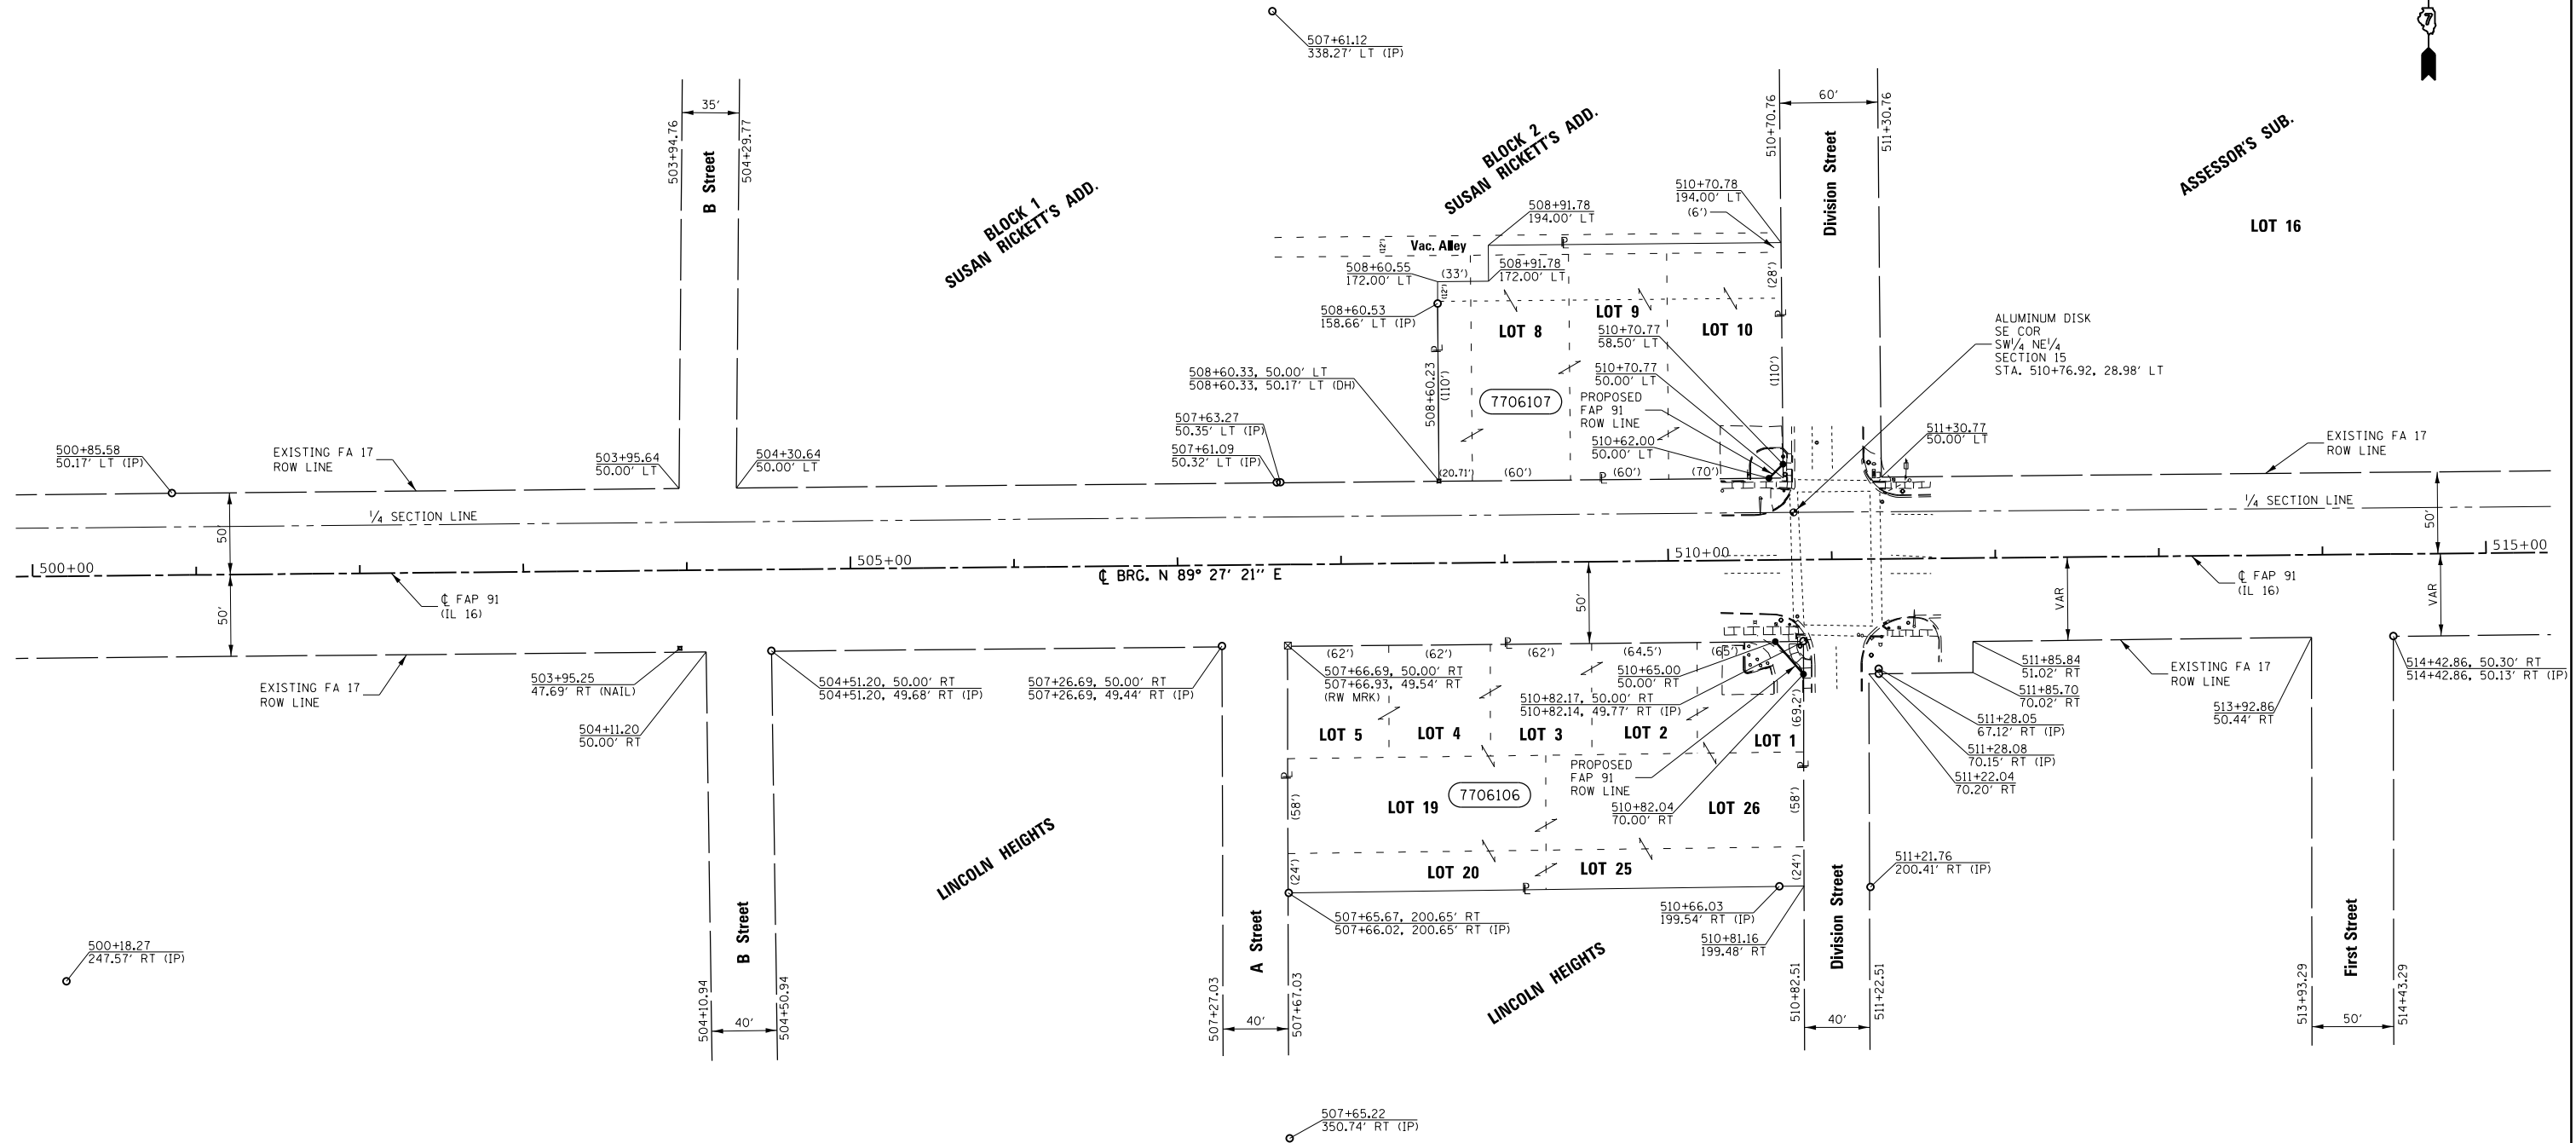 507+61.12
338.27' LT (IP)
7
35'
503+94.76
B Street
504+29.77
BLOCK 1
SUSAN RICKETT'S ADD.
BLOCK 2
SUSAN RICKETT'S ADD.
510+70.76
60'
Division Street
511+30.76
ASSESSOR'S SUB.
LOT 16
510+70.78
194.00' LT
(6')
508+91.78
194.00' LT
(12')
Vac. Alley
508+60.55
172.00' LT
(33')
508+91.78
172.00' LT
(28')
(12')
508+60.53
158.66' LT (IP)
LOT 8
LOT 9
LOT 10
510+70.77
58.50' LT
508+60.33, 50.00' LT
508+60.33, 50.17' LT (DH)
508+60.23
(110')
510+70.77
50.00' LT
(110')
7706107
PROPOSED
FAP 91
ROW LINE
510+62.00
50.00' LT
ALUMINUM DISK
SE COR
SW1/4 NE1/4
SECTION 15
STA. 510+76.92, 28.98' LT
500+85.58
50.17' LT (IP)
EXISTING FA 17
ROW LINE
503+95.64
50.00' LT
504+30.64
50.00' LT
507+63.27
50.35' LT (IP)
507+61.09
50.32' LT (IP)
(20.71')
(60')
P
(60')
(70')
511+30.77
50.00' LT
EXISTING FA 17
ROW LINE
1/4 SECTION LINE
1/4 SECTION LINE
50'
50'
500+00
505+00
510+00
515+00
℄ BRG. N 89° 27' 21'' E
℄ FAP 91
(IL 16)
℄ FAP 91
(IL 16)
50'
50'
VAR
VAR
EXISTING FA 17
ROW LINE
503+95.25
47.69' RT (NAIL)
504+11.20
50.00' RT
504+51.20, 50.00' RT
504+51.20, 49.68' RT (IP)
507+26.69, 50.00' RT
507+26.69, 49.44' RT (IP)
(62')
(62')
(62')
(64.5')
(65')
507+66.69, 50.00' RT
507+66.93, 49.54' RT
(RW MRK)
510+65.00
50.00' RT
510+82.17, 50.00' RT
510+82.14, 49.77' RT (IP)
(69.2')
LOT 5
LOT 4
LOT 3
LOT 2
LOT 1
511+85.84
51.02' RT
511+85.70
70.02' RT
511+28.05
67.12' RT (IP)
511+28.08
70.15' RT (IP)
511+22.04
70.20' RT
EXISTING FA 17
ROW LINE
513+92.86
50.44' RT
514+42.86, 50.30' RT
514+42.86, 50.13' RT (IP)
PROPOSED
FAP 91
ROW LINE
510+82.04
70.00' RT
(58')
LOT 19
7706106
LOT 26
(58')
(24')
LOT 20
LOT 25
(24')
511+21.76
200.41' RT (IP)
LINCOLN HEIGHTS
507+65.67, 200.65' RT
507+66.02, 200.65' RT (IP)
510+66.03
199.54' RT (IP)
510+81.16
199.48' RT
500+18.27
247.57' RT (IP)
504+10.94
B Street
504+50.94
40'
507+27.03
A Street
507+67.03
40'
LINCOLN HEIGHTS
510+82.51
Division Street
511+22.51
40'
513+93.29
First Street
514+43.29
50'
507+65.22
350.74' RT (IP)